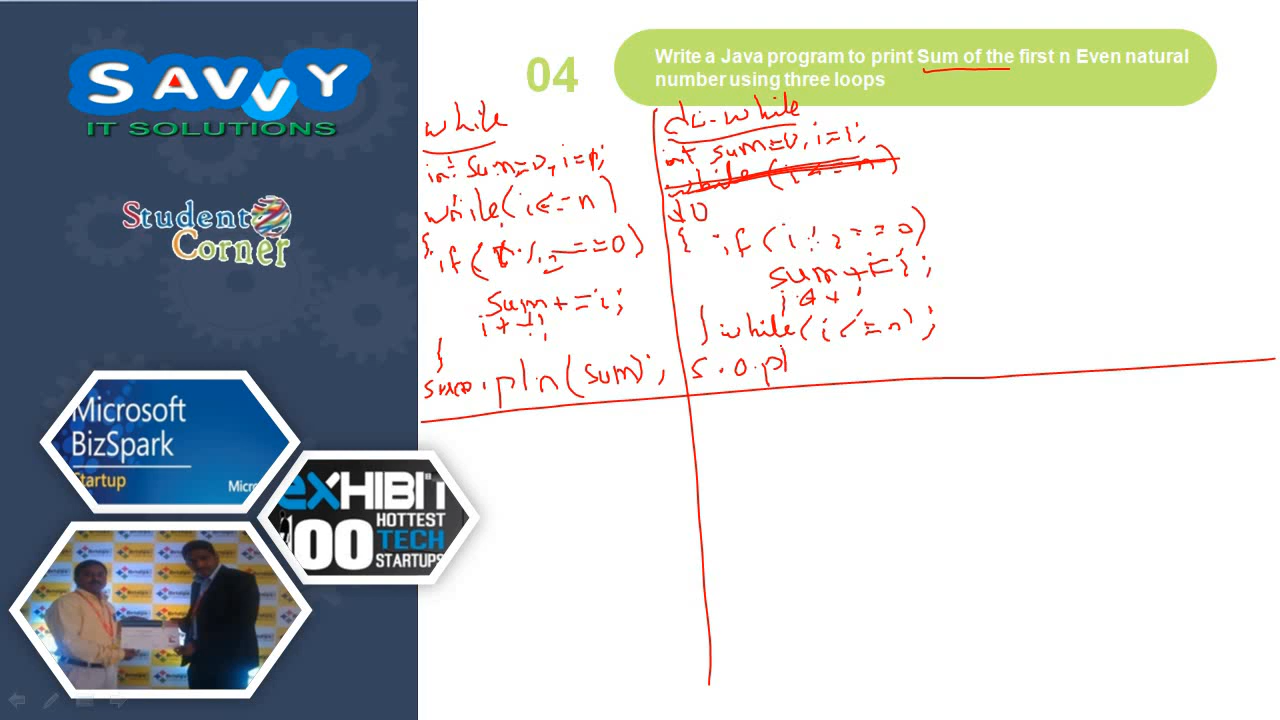 SAVVY
IT SOLUTIONS
Student
Corner
Microsoft
BizSpark
Startup
Micr
EXHIBIT
100 HOTTEST
TECH
STARTUPS
04
Write a Java program to print Sum of the first n Even natural
number using three loops
while
int sum=0, i=1;
while(i<=n)
{ if(i%2==0)
sum+=i;
i++;
}
.pln(sum);
do-while
int sum=0, i=1;
while(i<=n)
do
{ if(i%2==0)
sum+=i;
i++;
} while(i<=n);
S.O.pl